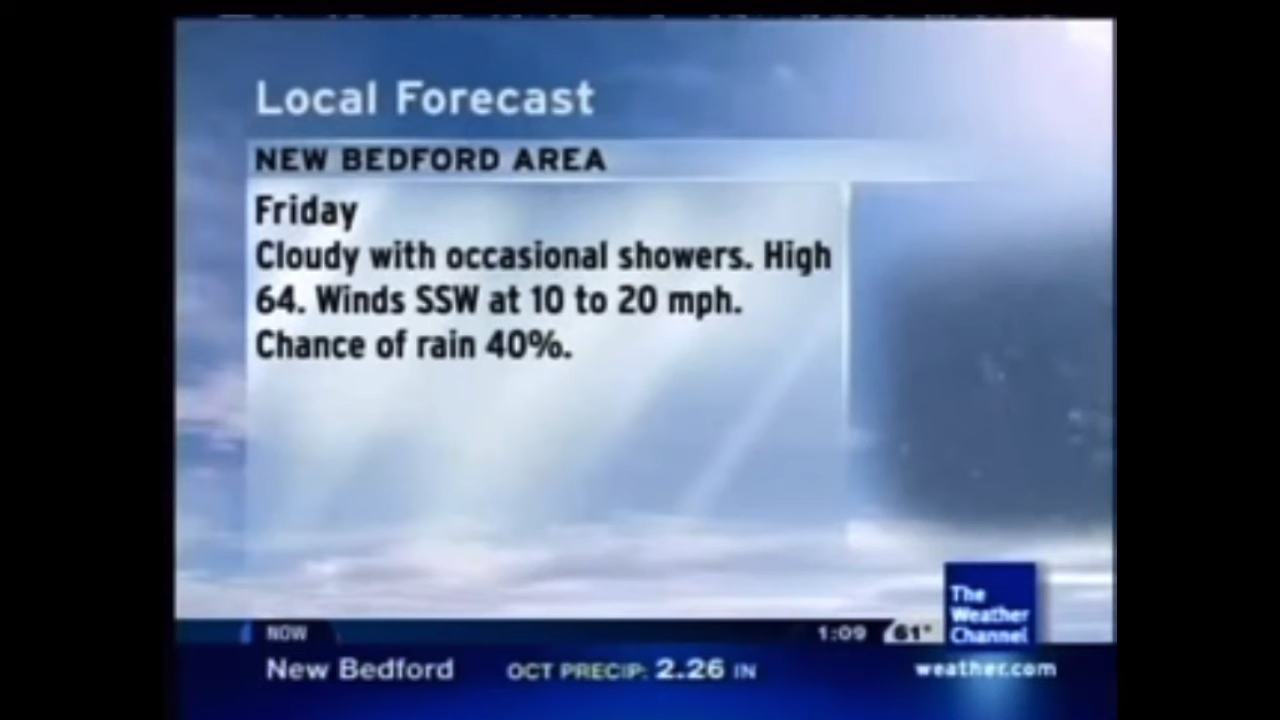 Local Forecast
NEW BEDFORD AREA
Friday
Cloudy with occasional showers. High
64. Winds SSW at 10 to 20 mph.
Chance of rain 40%.
The
Weather
Channel
NOW
1:09 61°
New Bedford OCT PRECIP: 2.26 IN
weather.com